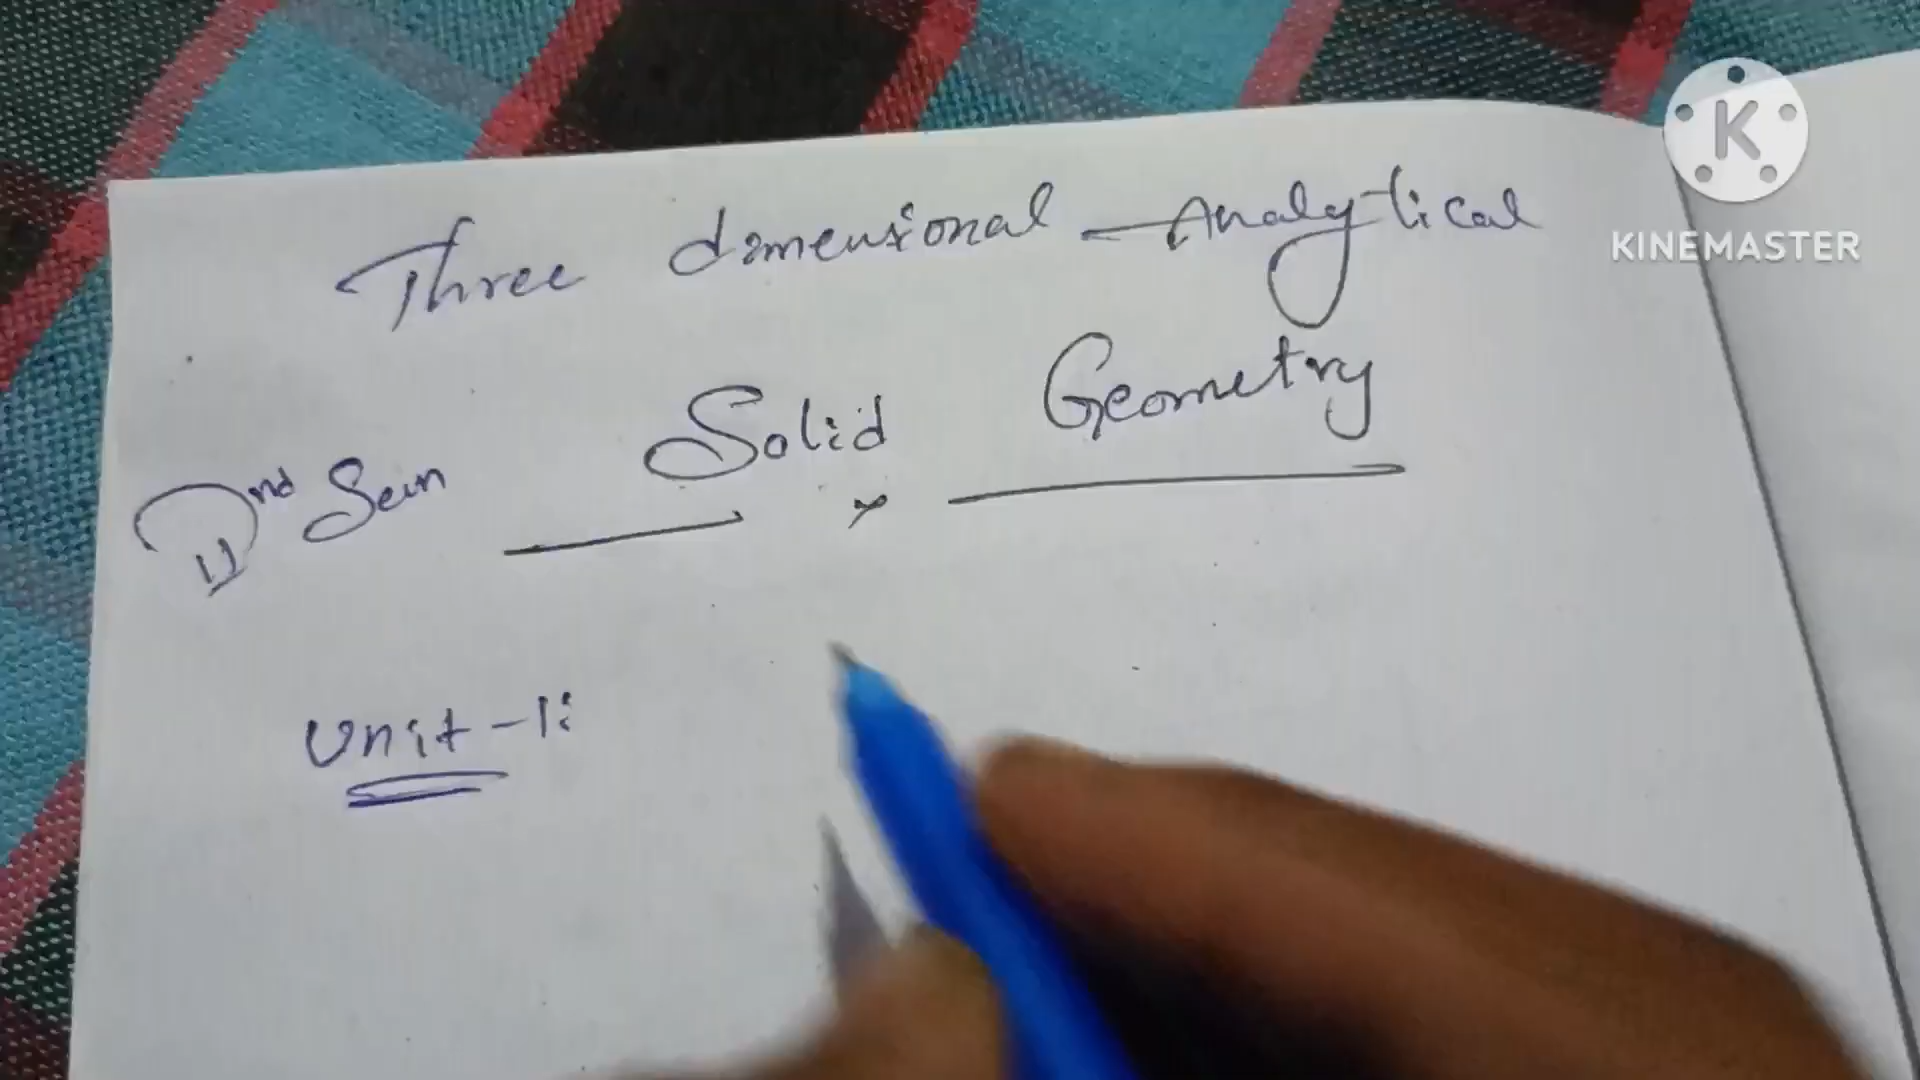 Three dimensional Analytical
Solid Geometry
IInd Sem
Unit-1:
K
KINEMASTER